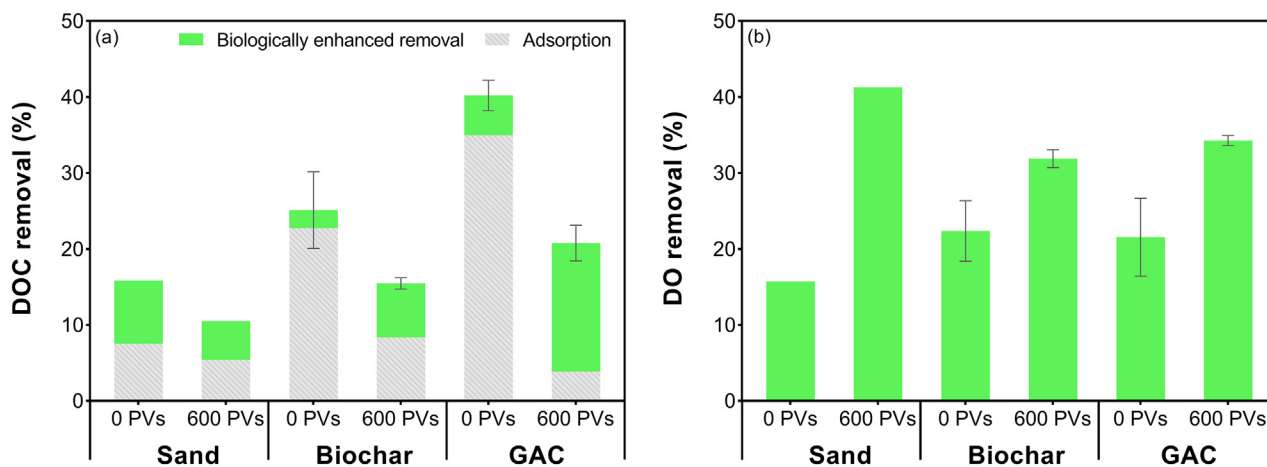 (a)
Biologically enhanced removal
Adsorption
DOC removal (%)
50
40
30
20
10
0
0 PVs 600 PVs 0 PVs 600 PVs 0 PVs 600 PVs
Sand Biochar GAC
(b)
DO removal (%)
50
40
30
20
10
0
0 PVs 600 PVs 0 PVs 600 PVs 0 PVs 600 PVs
Sand Biochar GAC